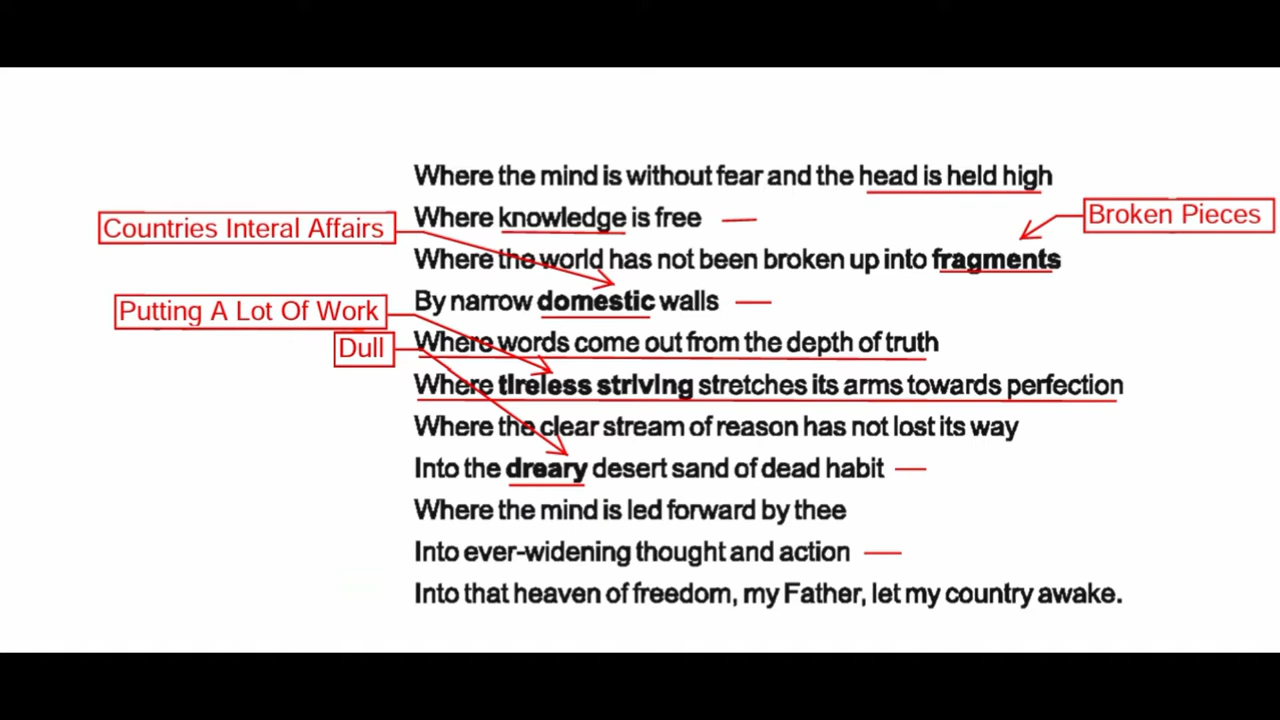 Where the mind is without fear and the head is held high
Broken Pieces
Countries Interal Affairs
Where knowledge is free
Where the world has not been broken up into fragments
Putting A Lot Of Work
By narrow domestic walls
Dull
Where words come out from the depth of truth
Where tireless striving stretches its arms towards perfection
Where the clear stream of reason has not lost its way
Into the dreary desert sand of dead habit
Where the mind is led forward by thee
Into ever-widening thought and action
Into that heaven of freedom, my Father, let my country awake.